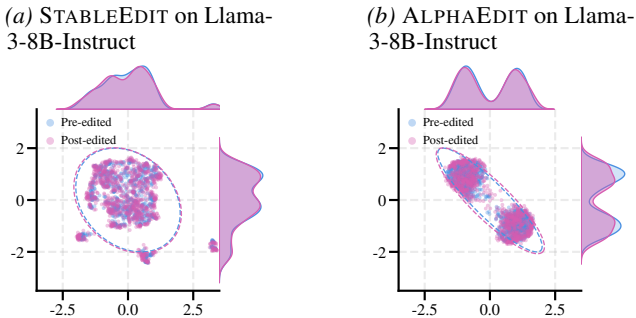 (a) STABLEEDIT on Llama-
3-8B-Instruct
Pre-edited
Post-edited
2
0
-2
-2.5 0.0 2.5
(b) ALPHAEDIT on Llama-
3-8B-Instruct
Pre-edited
Post-edited
2
0
-2
-2.5 0.0 2.5